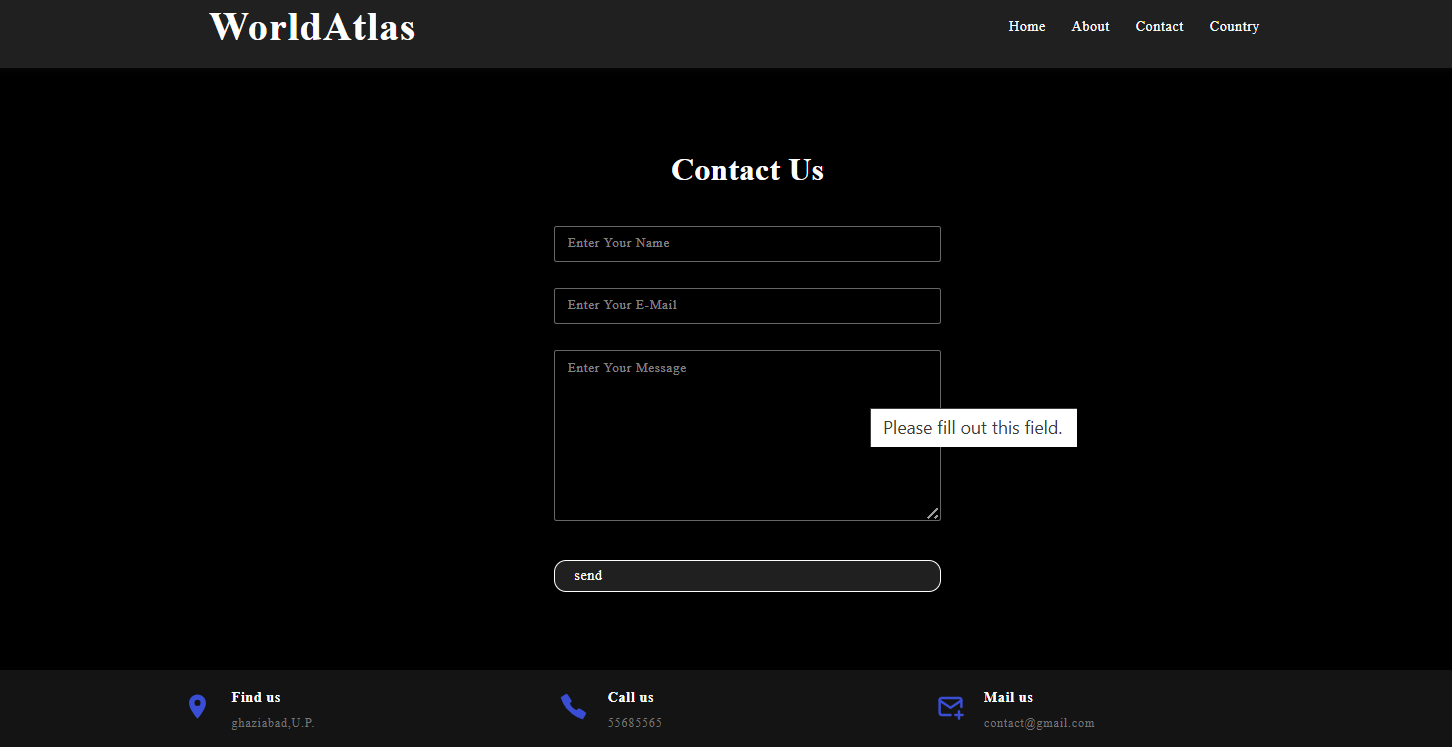 WorldAtlas
Home About Contact Country
Contact Us
Enter Your Name
Enter Your E-Mail
Enter Your Message
Please fill out this field.
send
Find us
ghaziabad,U.P.
Call us
55685565
Mail us
contact@gmail.com